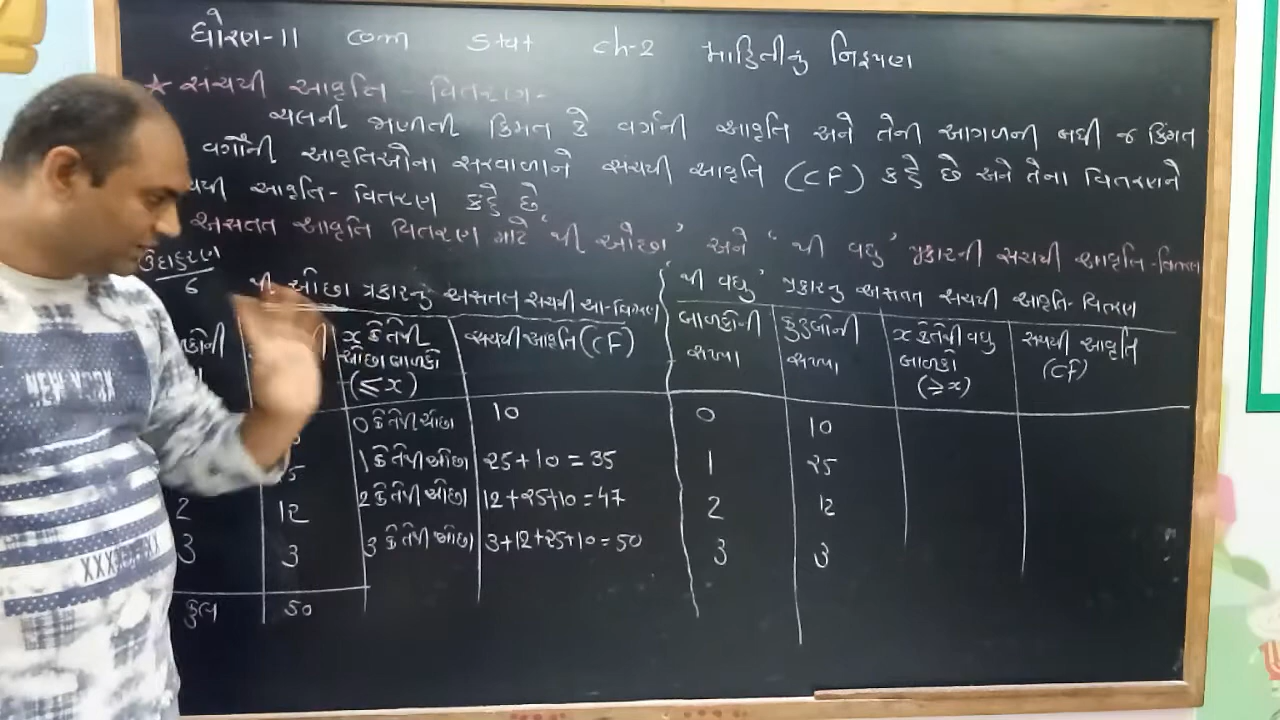 ધોરણ-11 com stat ch-2 માહિતીનું નિરૂપણ
★ સંચયી આવૃત્તિ - વિતરણ-
ચલની મળતી કિંમત કે વર્ગની આવૃત્તિ અને તેની આગળની બધી જ કિંમત
વર્ગોની આવૃત્તિઓના સરવાળાને સંચયી આવૃત્તિ (CF) કહે છે અને તેના વિતરણને
આવૃત્તિ- વિતરણ કહે છે
અસતત આવૃત્તિ વિતરણ માટે 'થી ઓછા' અને 'થી વધુ' પ્રકારની સંચયી આવૃત્તિ-વિતરણ
ઉદાહરણ
6
થી ઓછા પ્રકારનું અસતત સંચયી આ-વિતરણ
x કે તેથી ઓછા બાળકો (≤x)
સંચયી આવૃત્તિ (CF)
0 કે તેથી ઓછા 10
1 કે તેથી ઓછા 25+10=35
2 12 2 કે તેથી ઓછા 12+25+10=47
3 3 3 કે તેથી ઓછા 3+12+25+10=50
કુલ 50
'થી વધુ' પ્રકારનું અસતત સંચયી આવૃત્તિ- વિતરણ
બાળકોની સંખ્યા
કુટુંબોની સંખ્યા
x કે તેથી વધુ બાળકો (≥x)
સંચયી આવૃત્તિ (cf)
0 10
1 25
2 12
3 3
NEW YORK